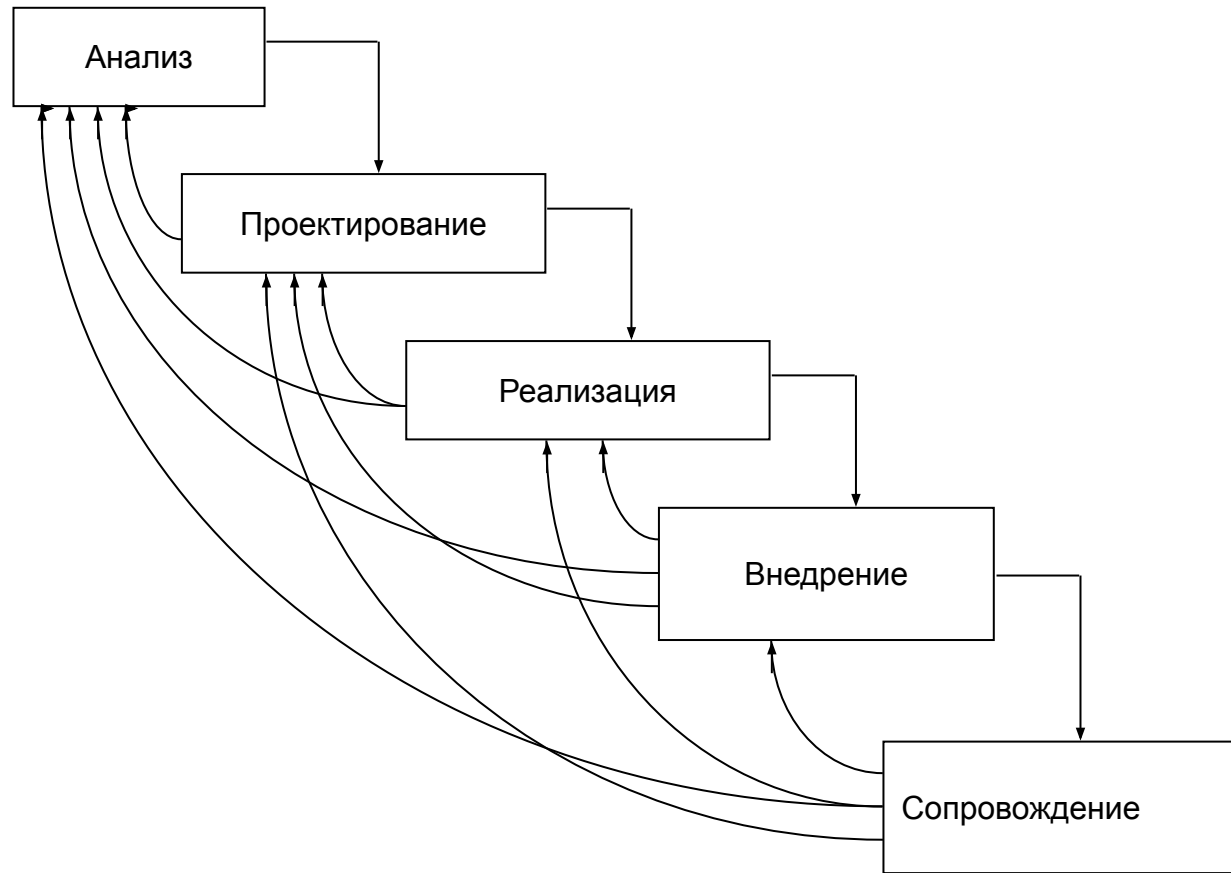 Анализ
Проектирование
Реализация
Внедрение
Сопровождение